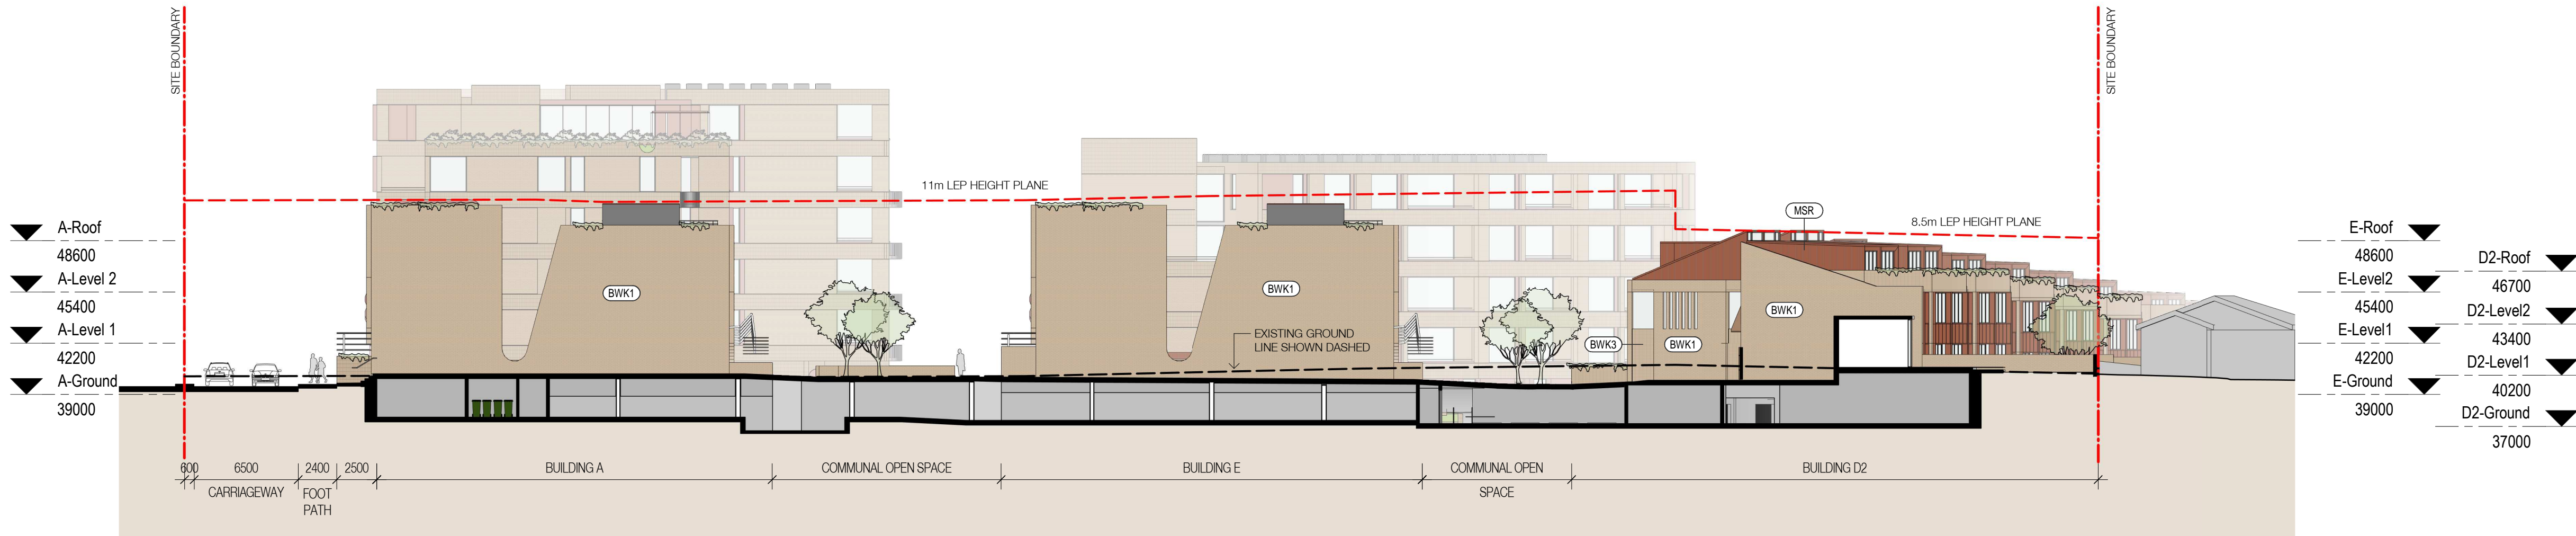 SITE BOUNDARY
SITE BOUNDARY
11m LEP HEIGHT PLANE
8.5m LEP HEIGHT PLANE
MSR
A-Roof
48600
A-Level 2
45400
A-Level 1
42200
A-Ground
39000
BWK1
BWK1
BWK1
BWK3
BWK1
EXISTING GROUND
LINE SHOWN DASHED
E-Roof
48600
E-Level2
45400
E-Level1
42200
E-Ground
39000
D2-Roof
46700
D2-Level2
43400
D2-Level1
40200
D2-Ground
37000
600 6500 2400 2500 BUILDING A COMMUNAL OPEN SPACE BUILDING E COMMUNAL OPEN BUILDING D2
CARRIAGEWAY FOOT SPACE
PATH